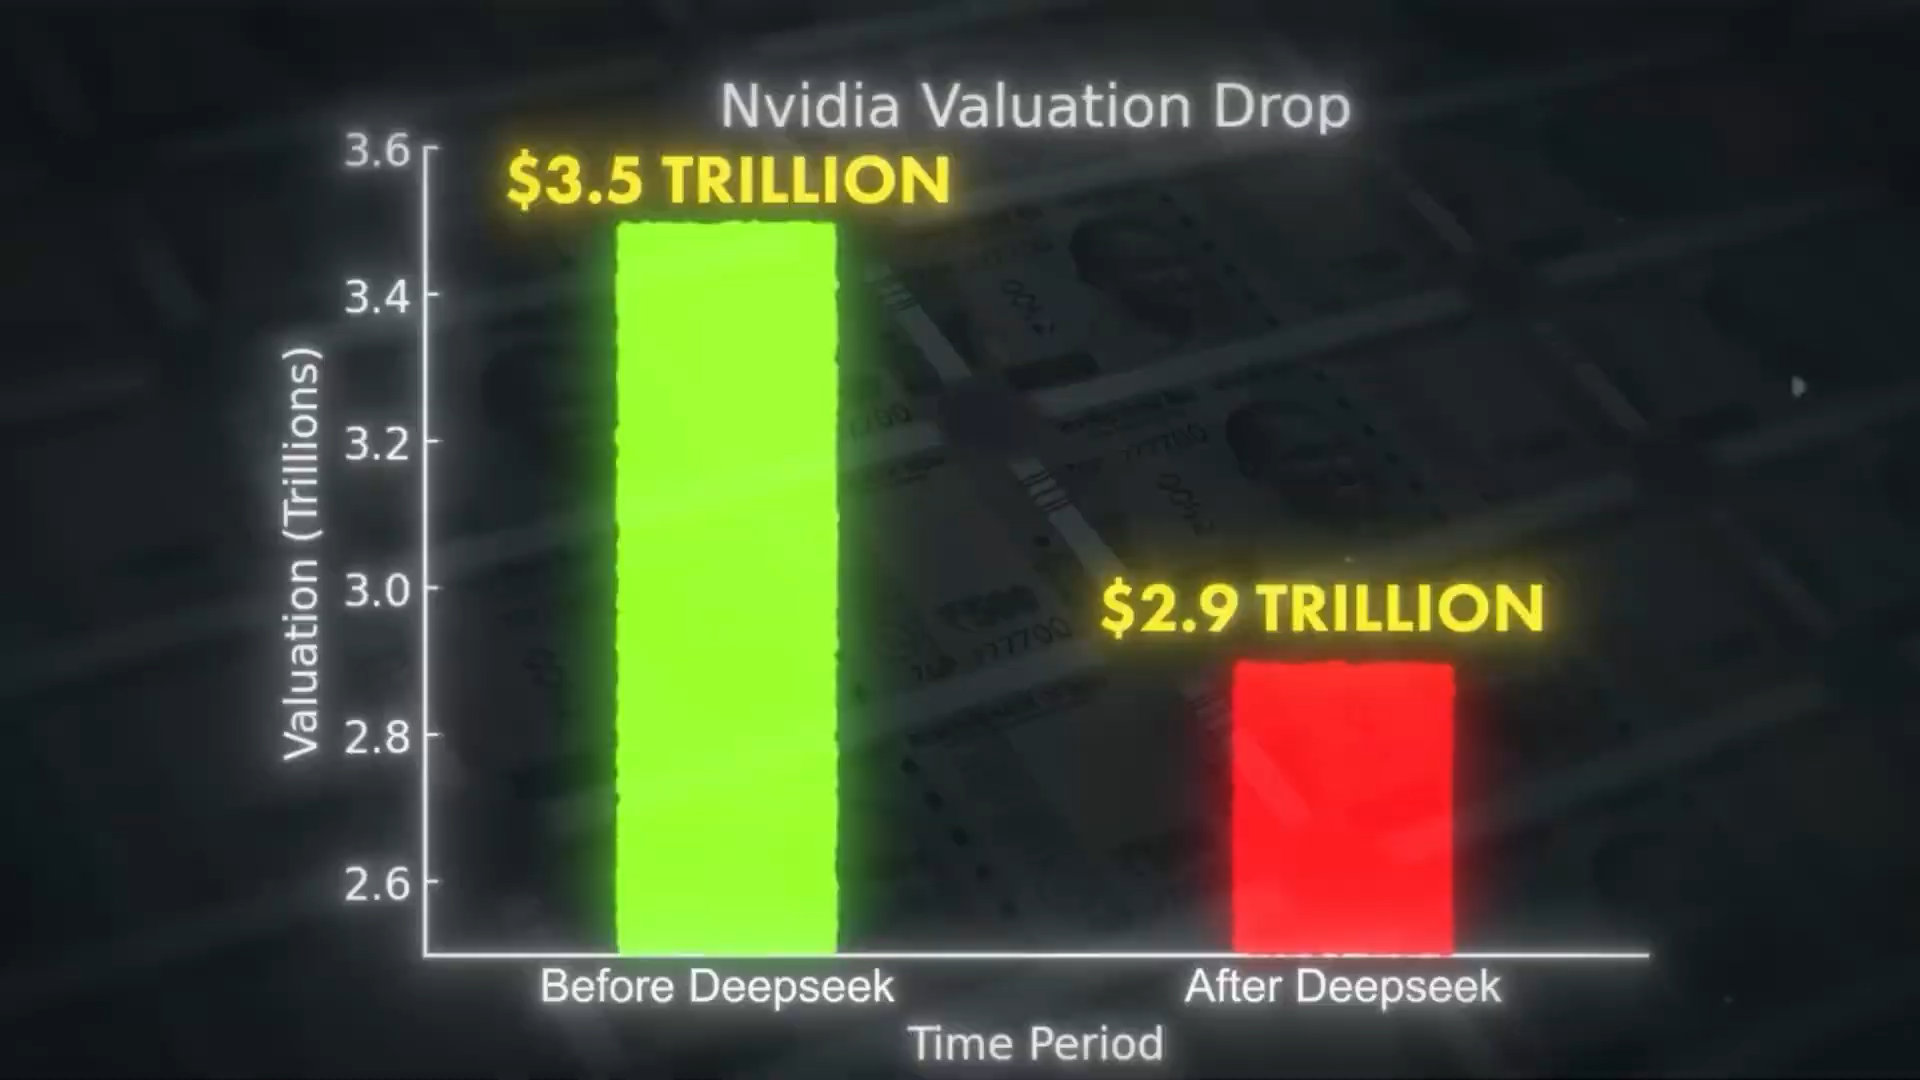 Nvidia Valuation Drop
$3.5 TRILLION
$2.9 TRILLION
3.6
3.4
3.2
3.0
2.8
2.6
Valuation (Trillions)
Before Deepseek
After Deepseek
Time Period